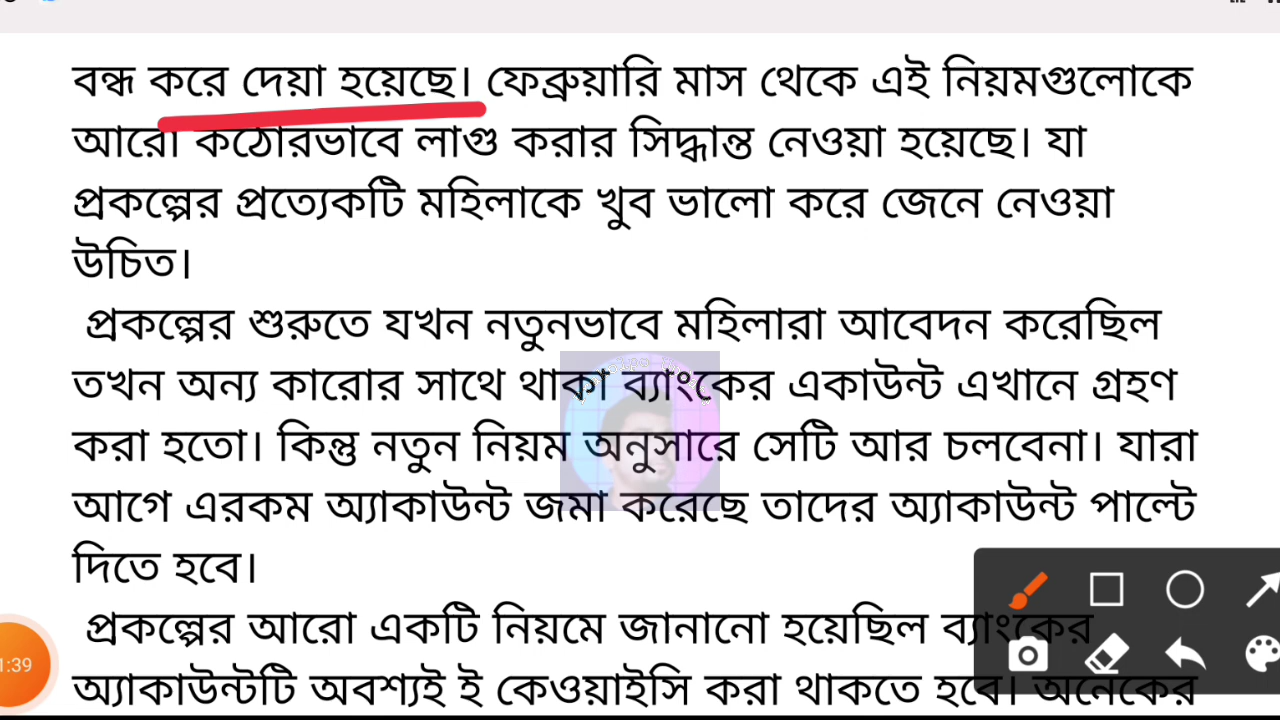 বন্ধ করে দেয়া হয়েছে। ফেব্রুয়ারি মাস থেকে এই নিয়মগুলোকে
আরো কঠোরভাবে লাগু করার সিদ্ধান্ত নেওয়া হয়েছে। যা
প্রকল্পের প্রত্যেকটি মহিলাকে খুব ভালো করে জেনে নেওয়া
উচিত।
প্রকল্পের শুরুতে যখন নতুনভাবে মহিলারা আবেদন করেছিল
তখন অন্য কারোর সাথে থাকা ব্যাংকের একাউন্ট এখানে গ্রহণ
করা হতো। কিন্তু নতুন নিয়ম অনুসারে সেটি আর চলবেনা। যারা
আগে এরকম অ্যাকাউন্ট জমা করেছে তাদের অ্যাকাউন্ট পাল্টে
দিতে হবে।
প্রকল্পের আরো একটি নিয়মে জানানো হয়েছিল ব্যাংকের
অ্যাকাউন্টটি অবশ্যই ই কেওয়াইসি করা থাকতে হবে। অনেকের
1:39